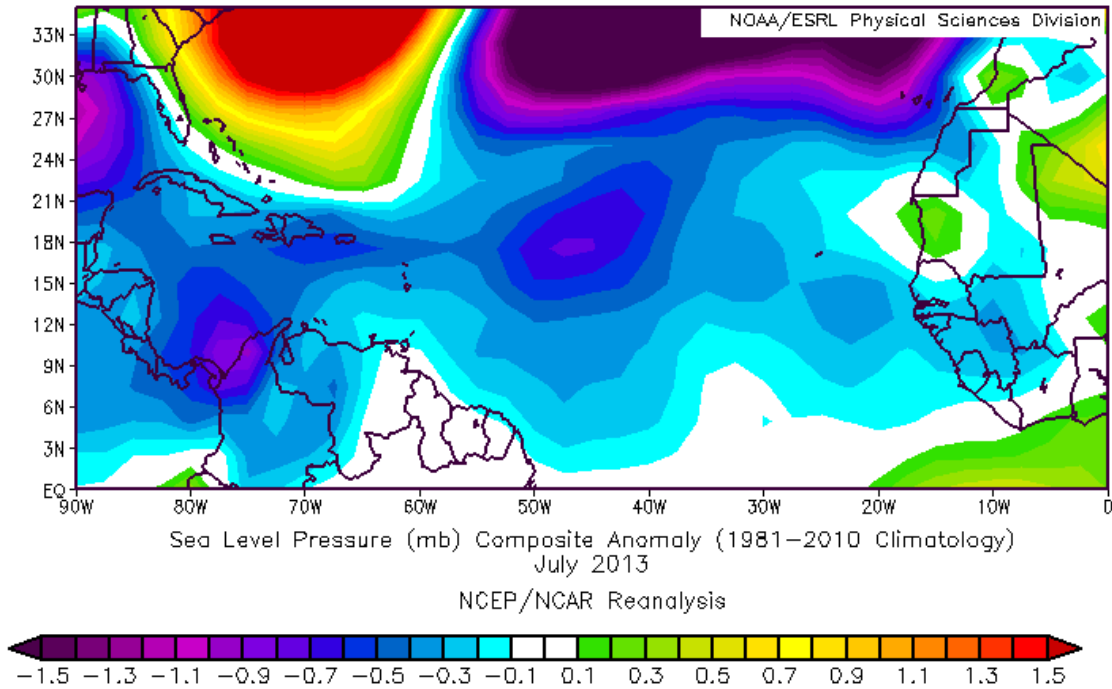 NOAA/ESRL Physical Sciences Division
33N
30N
27N
24N
21N
18N
15N
12N
9N
6N
3N
EQ
90W 80W 70W 60W 50W 40W 30W 20W 10W 0
Sea Level Pressure (mb) Composite Anomaly (1981−2010 Climatology)
July 2013
NCEP/NCAR Reanalysis
−1.5 −1.3 −1.1 −0.9 −0.7 −0.5 −0.3 −0.1 0.1 0.3 0.5 0.7 0.9 1.1 1.3 1.5